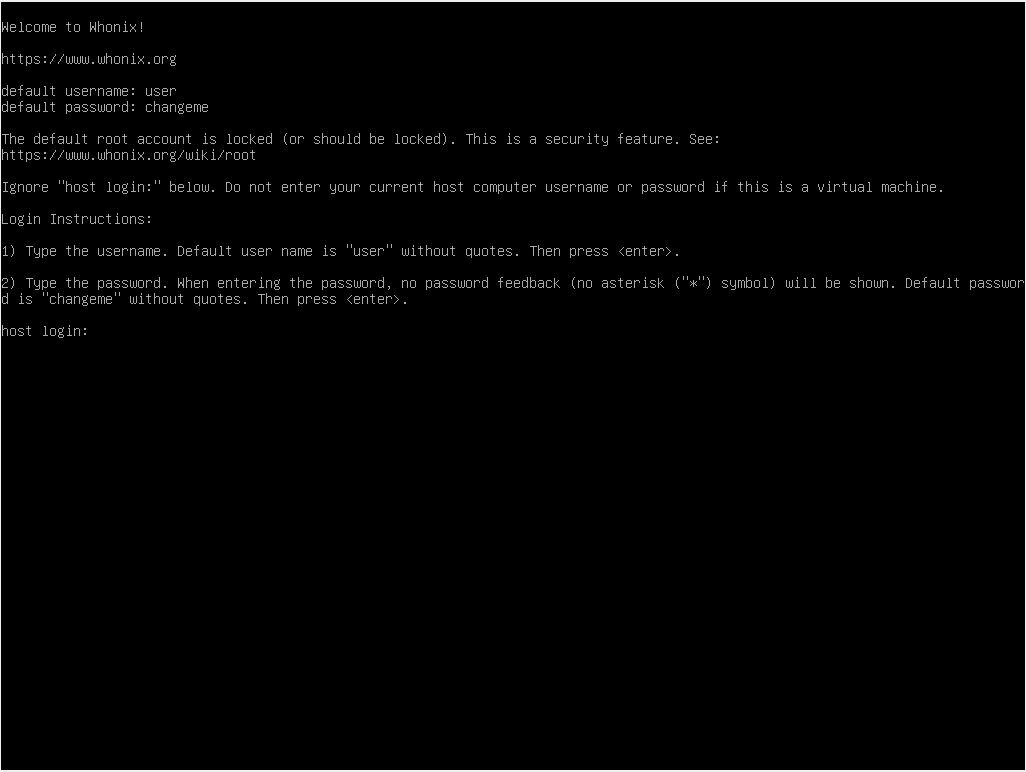 Welcome to Whonix!
https://www.whonix.org
default username: user
default password: changeme
The default root account is locked (or should be locked). This is a security feature. See:
https://www.whonix.org/wiki/root
Ignore "host login:" below. Do not enter your current host computer username or password if this is a virtual machine.
Login Instructions:
1) Type the username. Default user name is "user" without quotes. Then press <enter>.
2) Type the password. When entering the password, no password feedback (no asterisk ("*") symbol) will be shown. Default passwor
d is "changeme" without quotes. Then press <enter>.
host login: